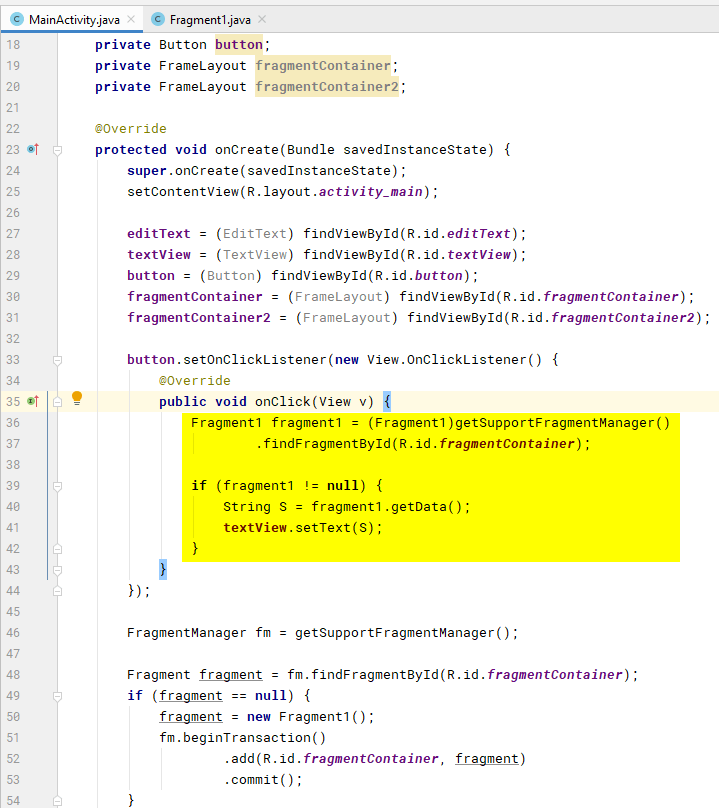 MainActivity.java
Fragment1.java
18 private Button button;
19 private FrameLayout fragmentContainer;
20 private FrameLayout fragmentContainer2;
21
22 @Override
23 protected void onCreate(Bundle savedInstanceState) {
24 super.onCreate(savedInstanceState);
25 setContentView(R.layout.activity_main);
26
27 editText = (EditText) findViewById(R.id.editText);
28 textView = (TextView) findViewById(R.id.textView);
29 button = (Button) findViewById(R.id.button);
30 fragmentContainer = (FrameLayout) findViewById(R.id.fragmentContainer);
31 fragmentContainer2 = (FrameLayout) findViewById(R.id.fragmentContainer2);
32
33 button.setOnClickListener(new View.OnClickListener() {
34 @Override
35 public void onClick(View v) {
36 Fragment1 fragment1 = (Fragment1)getSupportFragmentManager()
37 .findFragmentById(R.id.fragmentContainer);
38
39 if (fragment1 != null) {
40 String S = fragment1.getData();
41 textView.setText(S);
42 }
43 }
44 });
45
46 FragmentManager fm = getSupportFragmentManager();
47
48 Fragment fragment = fm.findFragmentById(R.id.fragmentContainer);
49 if (fragment == null) {
50 fragment = new Fragment1();
51 fm.beginTransaction()
52 .add(R.id.fragmentContainer, fragment)
53 .commit();
54 }